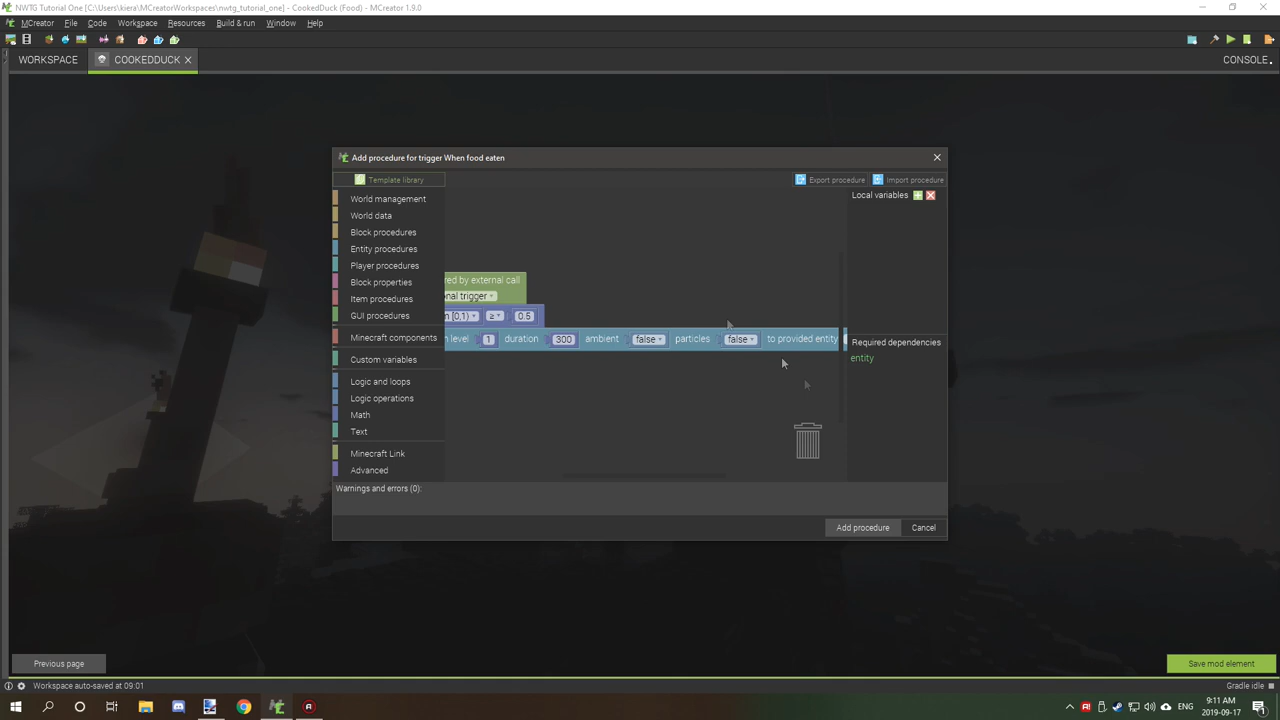 NWTG Tutorial One [C:\Users\kiera\MCreatorWorkspaces\nwtg_tutorial_one] - CookedDuck (Food) - MCreator 1.9.0
MCreator File Code Workspace Resources Build & run Window Help
WORKSPACE COOKEDDUCK CONSOLE
Add procedure for trigger When food eaten
Template library Export procedure Import procedure
World management
World data
Block procedures
Entity procedures
Player procedures
Block properties
Item procedures
GUI procedures
Minecraft components
Custom variables
Logic and loops
Logic operations
Math
Text
Minecraft Link
Advanced
red by external call
nal trigger
n [0.1) ≥ 0.5
n level 1 duration 300 ambient false particles false to provided entity
Local variables
Required dependencies
entity
Warnings and errors (0):
Add procedure Cancel
Previous page Save mod element
Workspace auto-saved at 09:01 Gradle idle
ENG 9:11 AM
2019-09-17